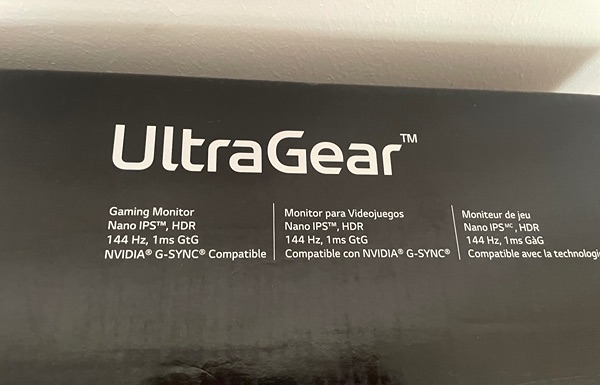 UltraGear™
Gaming Monitor
Nano IPS™, HDR
144 Hz, 1ms GtG
NVIDIA® G-SYNC® Compatible
Monitor para Videojuegos
Nano IPS™, HDR
144 Hz, 1ms GtG
Compatible con NVIDIA® G-SYNC®
Moniteur de jeu
Nano IPSᴹᶜ, HDR
144 Hz, 1ms GàG
Compatible avec la technologi